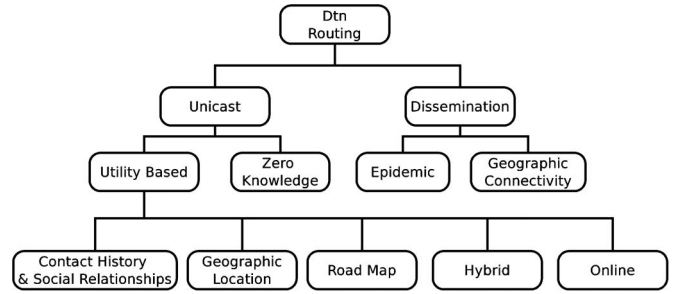 Dtn
Routing
Unicast
Dissemination
Utility Based
Zero
Knowledge
Epidemic
Geographic
Connectivity
Contact History
& Social Relationships
Geographic
Location
Road Map
Hybrid
Online